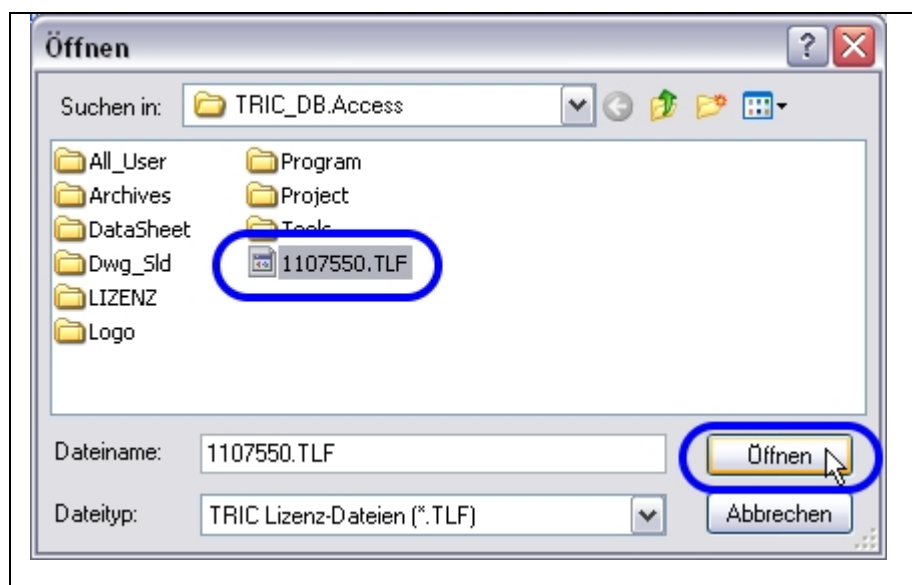 Öffnen
Suchen in: TRIC_DB.Access
All_User
Archives
DataSheet
Dwg_Sld
LIZENZ
Logo
Program
Project
Tools
1107550.TLF
Dateiname: 1107550.TLF
Öffnen
Dateityp: TRIC Lizenz-Dateien (*.TLF)
Abbrechen